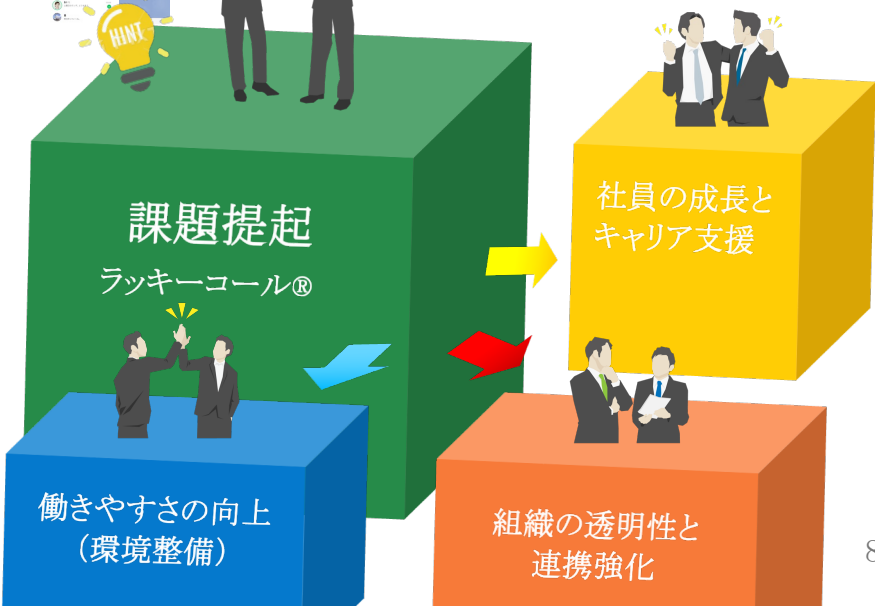 HINT
課題提起
ラッキーコール®
社員の成長と
キャリア支援
働きやすさの向上
（環境整備）
組織の透明性と
連携強化
8